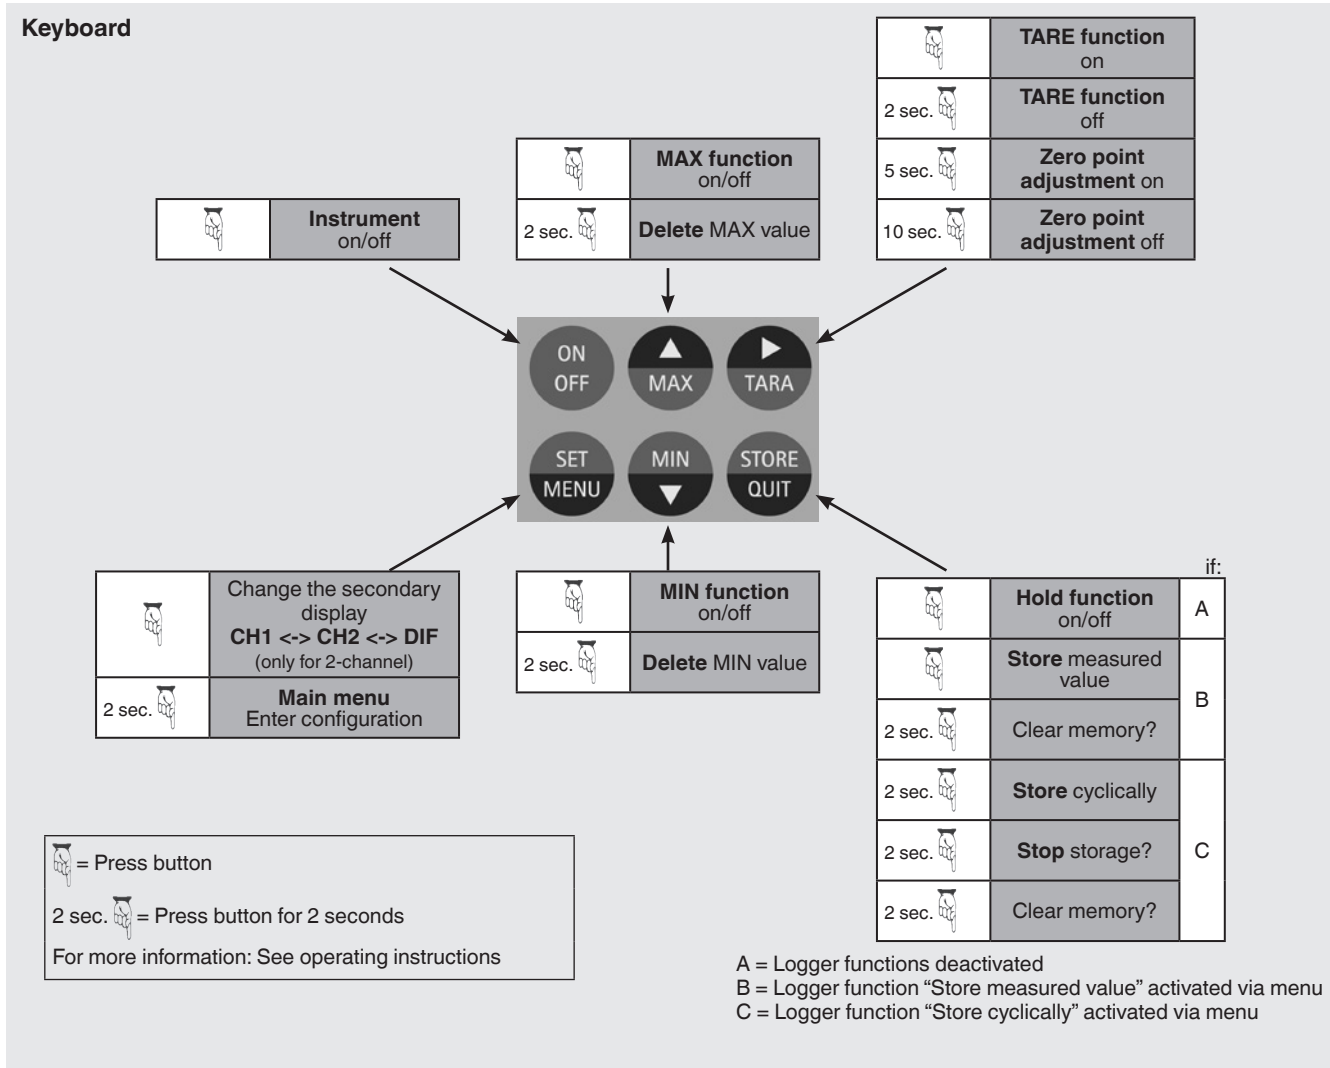 Keyboard
TARE function
on
2 sec.
TARE function
off
5 sec.
Zero point
adjustment on
10 sec.
Zero point
adjustment off
MAX function
on/off
2 sec.
Delete MAX value
Instrument
on/off
ON
OFF
MAX
TARA
SET
MENU
MIN
STORE
QUIT
Change the secondary
display
CH1 <-> CH2 <-> DIF
(only for 2-channel)
2 sec.
Main menu
Enter configuration
MIN function
on/off
2 sec.
Delete MIN value
if:
Hold function
on/off
A
Store measured
value
B
2 sec.
Clear memory?
2 sec.
Store cyclically
2 sec.
Stop storage?
C
2 sec.
Clear memory?
= Press button
2 sec. = Press button for 2 seconds
For more information: See operating instructions
A = Logger functions deactivated
B = Logger function “Store measured value” activated via menu
C = Logger function “Store cyclically” activated via menu